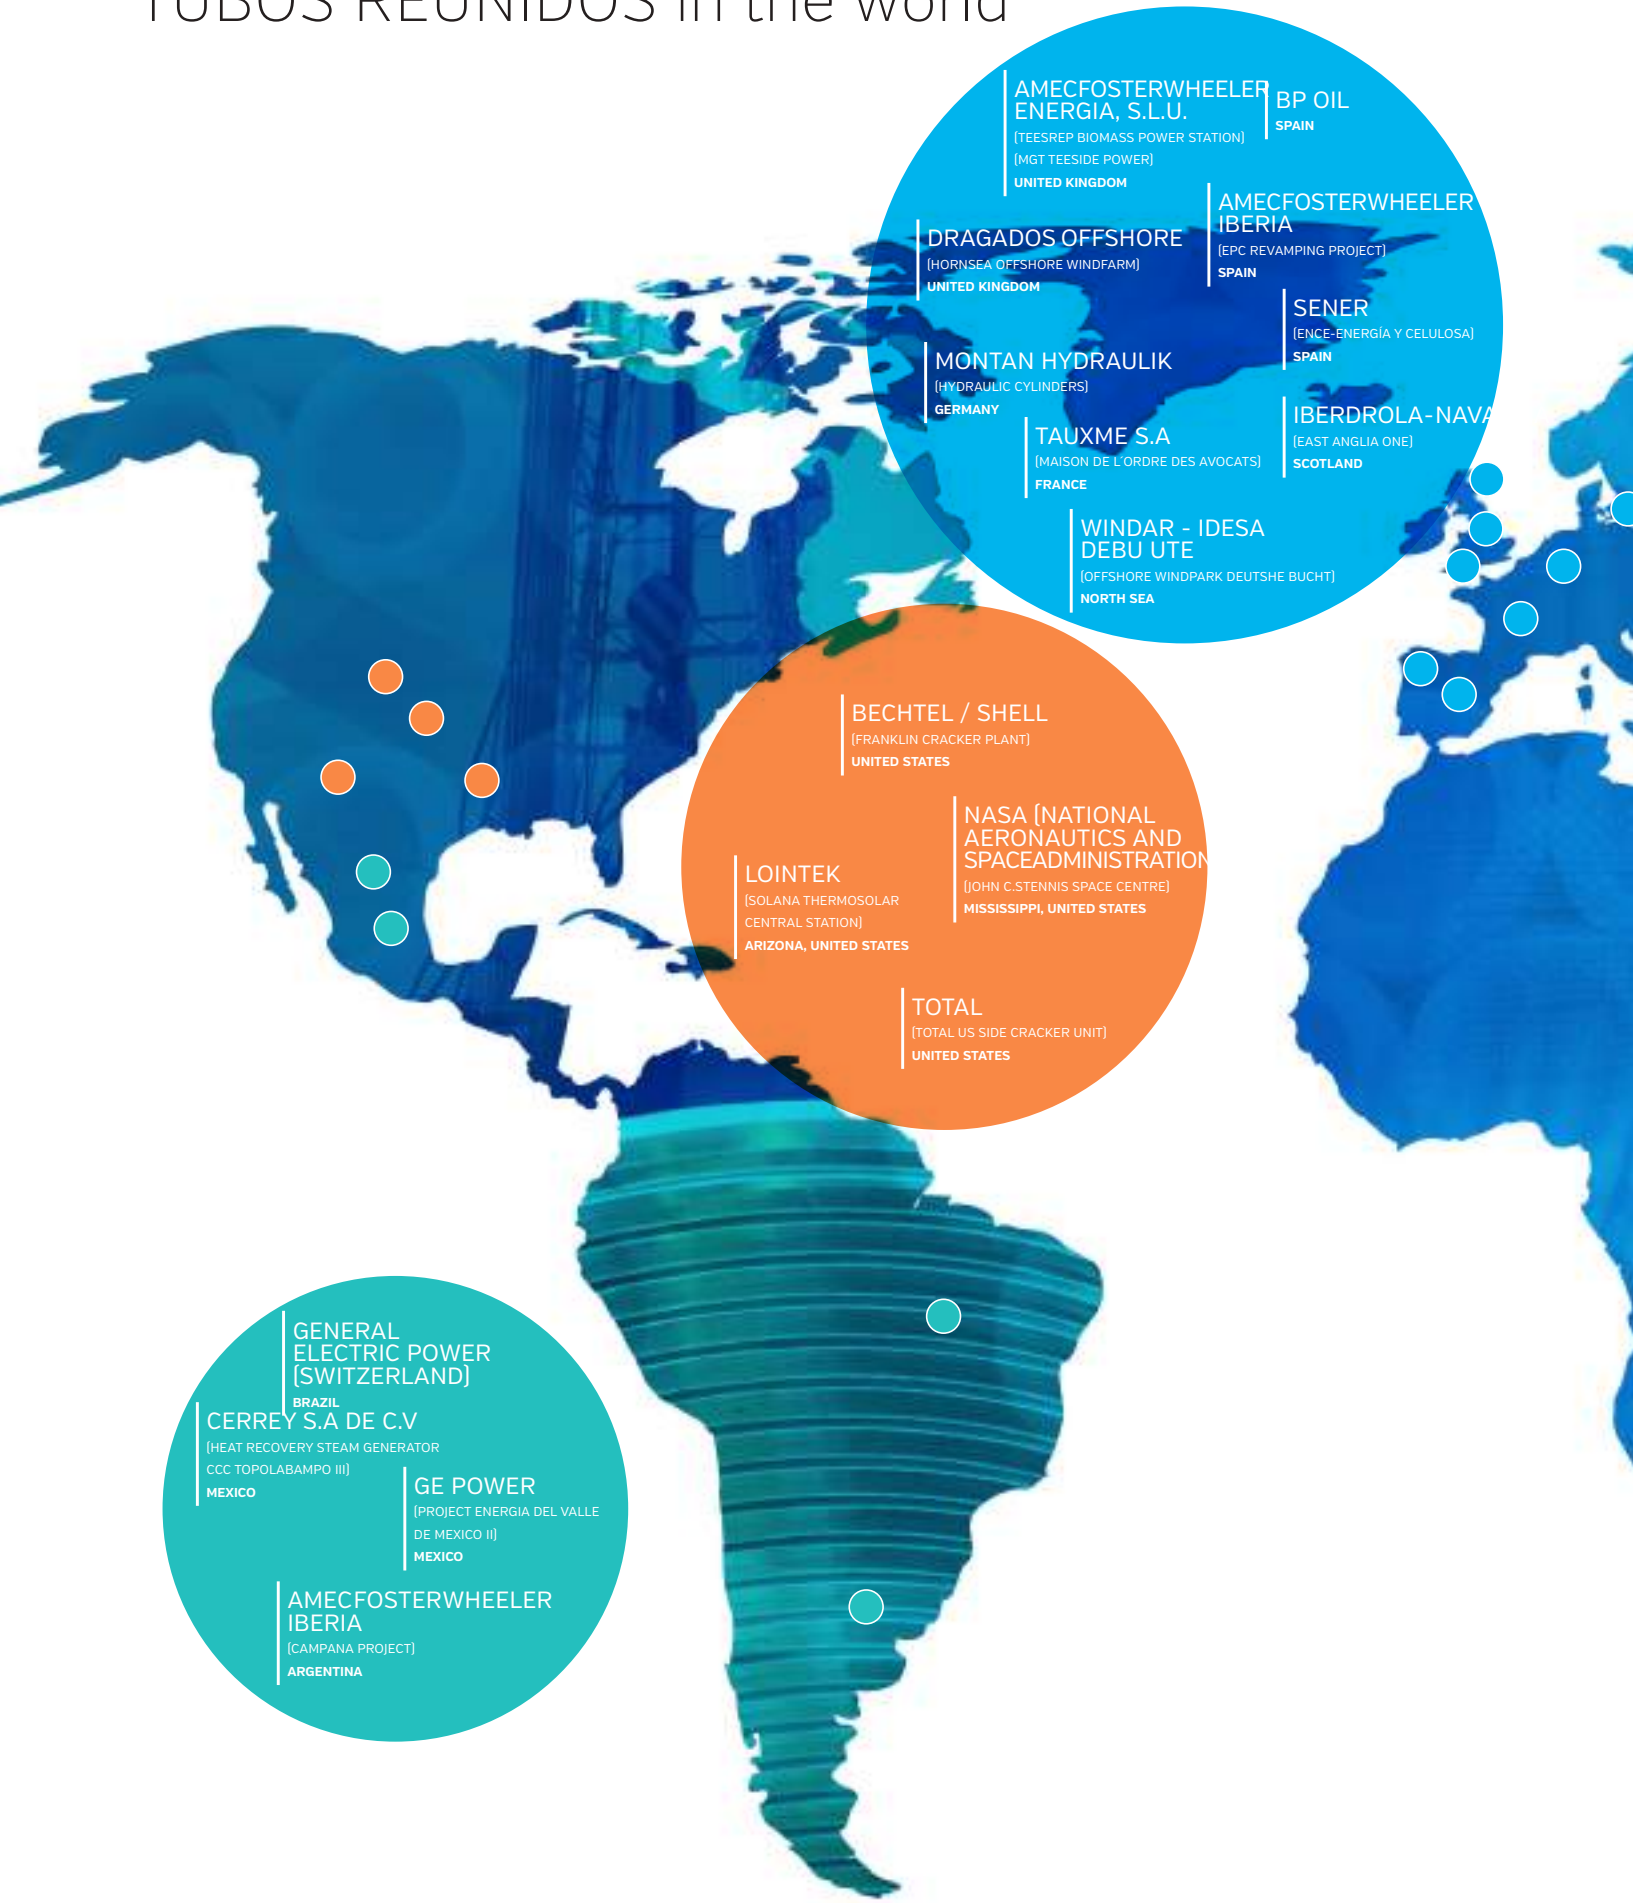 TUBOS REUNIDOS in the world
AMECFOSTERWHEELER
ENERGIA, S.L.U.
(TEESREP BIOMASS POWER STATION)
(MGT TEESIDE POWER)
UNITED KINGDOM
BP OIL
SPAIN
AMECFOSTERWHEELER
IBERIA
(EPC REVAMPING PROJECT)
SPAIN
DRAGADOS OFFSHORE
(HORNSEA OFFSHORE WINDFARM)
UNITED KINGDOM
SENER
(ENCE-ENERGÍA Y CELULOSA)
SPAIN
MONTAN HYDRAULIK
(HYDRAULIC CYLINDERS)
GERMANY
IBERDROLA-NAVA
(EAST ANGLIA ONE)
SCOTLAND
TAUXME S.A
(MAISON DE L´ORDRE DES AVOCATS)
FRANCE
WINDAR - IDESA
DEBU UTE
(OFFSHORE WINDPARK DEUTSHE BUCHT)
NORTH SEA
BECHTEL / SHELL
(FRANKLIN CRACKER PLANT)
UNITED STATES
NASA (NATIONAL
AERONAUTICS AND
SPACEADMINISTRATION
(JOHN C.STENNIS SPACE CENTRE)
MISSISSIPPI, UNITED STATES
LOINTEK
(SOLANA THERMOSOLAR
CENTRAL STATION)
ARIZONA, UNITED STATES
TOTAL
(TOTAL US SIDE CRACKER UNIT)
UNITED STATES
GENERAL
ELECTRIC POWER
(SWITZERLAND)
BRAZIL
CERREY S.A DE C.V
(HEAT RECOVERY STEAM GENERATOR
CCC TOPOLABAMPO III)
MEXICO
GE POWER
(PROJECT ENERGIA DEL VALLE
DE MEXICO II)
MEXICO
AMECFOSTERWHEELER
IBERIA
(CAMPANA PROJECT)
ARGENTINA